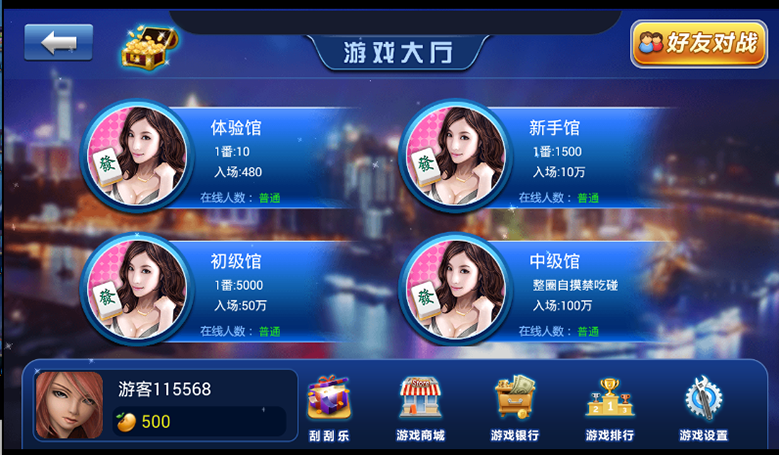 游戏大厅
好友对战
体验馆
1番:10
入场:480
在线人数：普通
發
新手馆
1番:1500
入场:10万
在线人数：普通
發
初级馆
1番:5000
入场:50万
在线人数：普通
發
中级馆
整圈自摸禁吃碰
入场:100万
在线人数：普通
發
游客115568
500
刮刮乐
Store
游戏商城
游戏银行
1
2
3
游戏排行
游戏设置